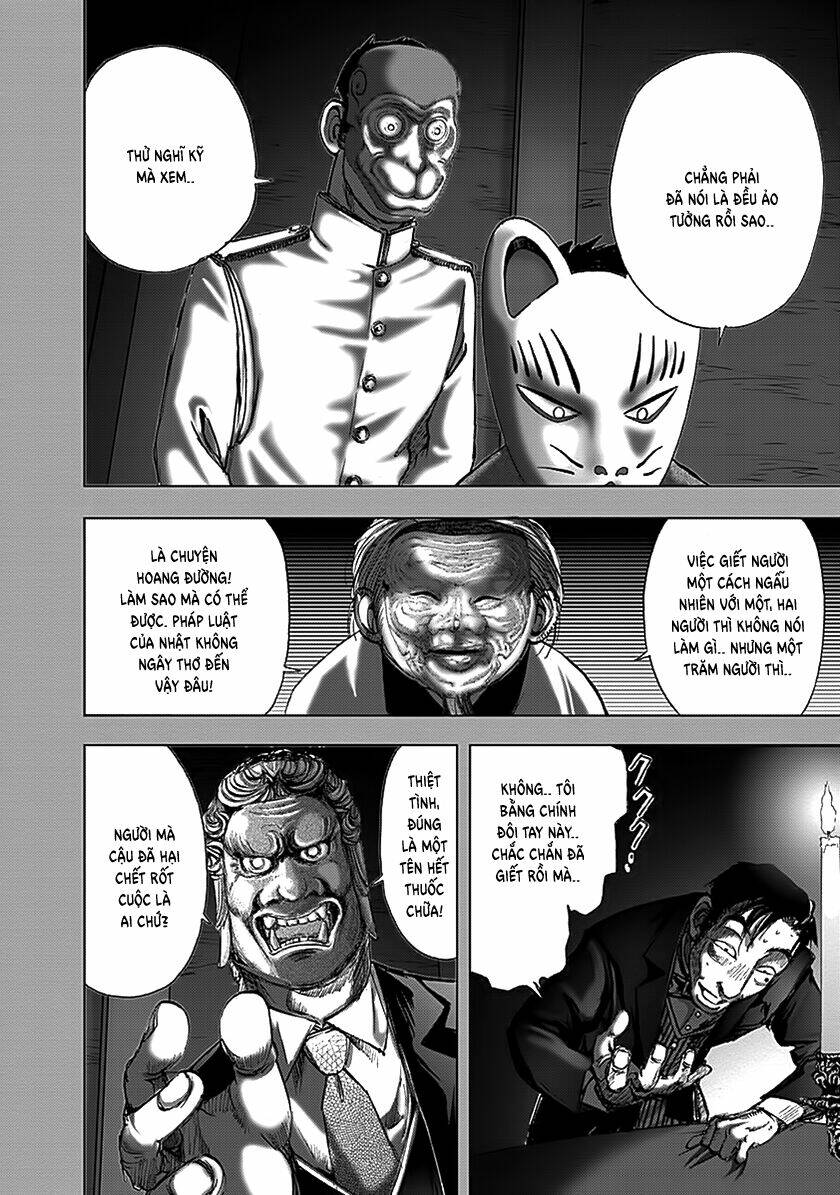 CHẲNG PHẢI
ĐÃ NÓI LÀ ĐỀU ẢO
TƯỞNG RỒI SAO..
THỬ NGHĨ KỸ
MÀ XEM..
VIỆC GIẾT NGƯỜI
MỘT CÁCH NGẪU
NHIÊN VỚI MỘT, HAI
NGƯỜI THÌ KHÔNG NÓI
LÀM GÌ.. NHƯNG MỘT
TRĂM NGƯỜI THÌ..
LÀ CHUYỆN
HOANG ĐƯỜNG!
LÀM SAO MÀ CÓ THỂ
ĐƯỢC. PHÁP LUẬT
CỦA NHẬT KHÔNG
NGÂY THƠ ĐẾN
VẬY ĐÂU!
KHÔNG.. TÔI
BẰNG CHÍNH
ĐÔI TAY NÀY..
CHẮC CHẮN ĐÃ
GIẾT RỒI MÀ..
THIỆT
TÌNH,
ĐÚNG
LÀ MỘT
TÊN HẾT
THUỐC
CHỮA!
NGƯỜI MÀ
CẬU ĐÃ HẠI
CHẾT RỐT
CUỘC LÀ
AI CHỨ?